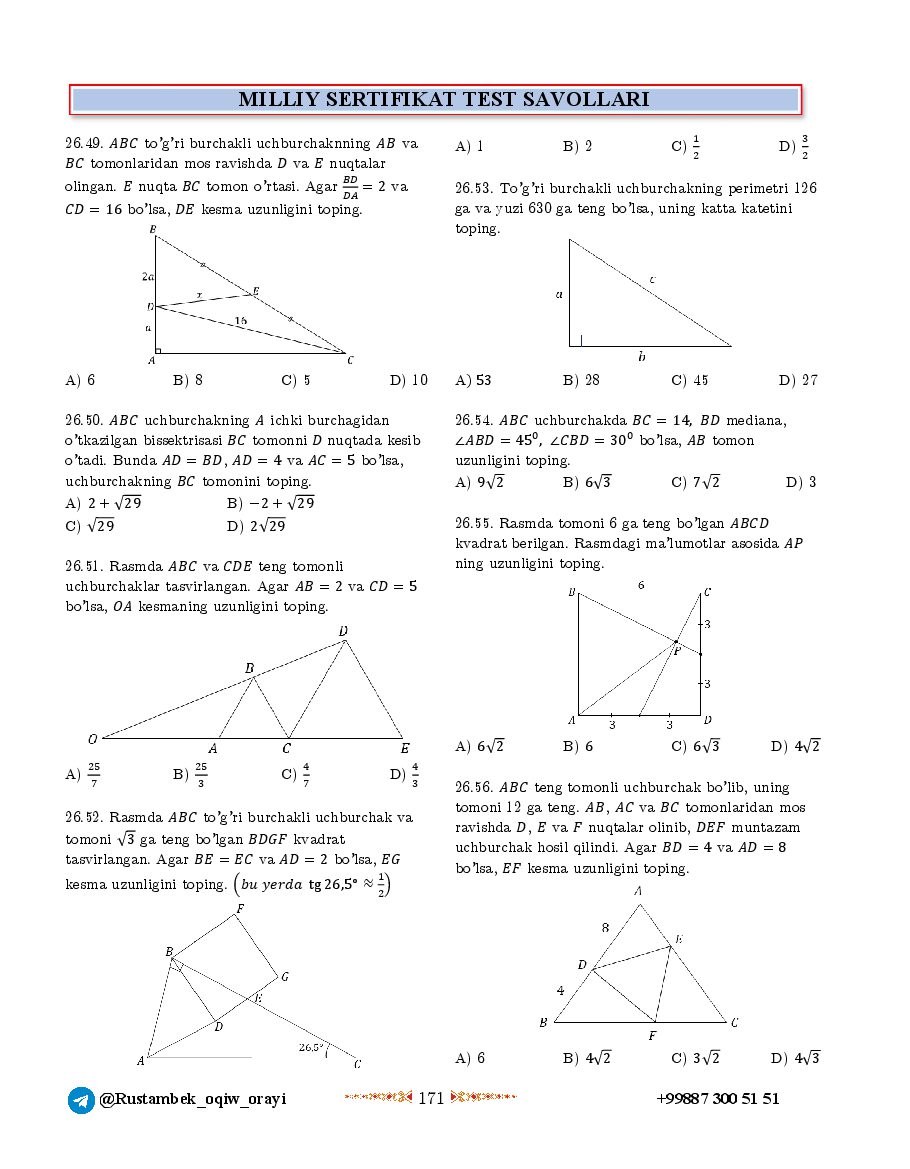 MILLIY SERTIFIKAT TEST SAVOLLARI
26.49. ABC to'g'ri burchakli uchburchaknning AB va
BC tomonlaridan mos ravishda D va E nuqtalar
olingan. E nuqta BC tomon o'rtasi. Agar BD/DA = 2 va
CD = 16 bo'lsa, DE kesma uzunligini toping.
B
2a
z
x
E
D
16
z
a
A
C
A) 6 B) 8 C) 5 D) 10
26.50. ABC uchburchakning A ichki burchagidan
o'tkazilgan bissektrisasi BC tomonni D nuqtada kesib
o'tadi. Bunda AD = BD, AD = 4 va AC = 5 bo'lsa,
uchburchakning BC tomonini toping.
A) 2 + √29 B) −2 + √29
C) √29 D) 2√29
26.51. Rasmda ABC va CDE teng tomonli
uchburchaklar tasvirlangan. Agar AB = 2 va CD = 5
bo'lsa, OA kesmaning uzunligini toping.
D
B
O A C E
A) 25/7 B) 25/3 C) 4/7 D) 4/3
26.52. Rasmda ABC to'g'ri burchakli uchburchak va
tomoni √3 ga teng bo'lgan BDGF kvadrat
tasvirlangan. Agar BE = EC va AD = 2 bo'lsa, EG
kesma uzunligini toping. (bu yerda tg 26,5° ≈ 1/2)
F
B
G
E
D
26,5°
A
C
A) 1 B) 2 C) 1/2 D) 3/2
26.53. To'g'ri burchakli uchburchakning perimetri 126
ga va yuzi 630 ga teng bo'lsa, uning katta katetini
toping.
a
c
b
A) 53 B) 28 C) 45 D) 27
26.54. ABC uchburchakda BC = 14, BD mediana,
∠ABD = 45⁰, ∠CBD = 30⁰ bo'lsa, AB tomon
uzunligini toping.
A) 9√2 B) 6√3 C) 7√2 D) 3
26.55. Rasmda tomoni 6 ga teng bo'lgan ABCD
kvadrat berilgan. Rasmdagi ma'lumotlar asosida AP
ning uzunligini toping.
6
B C
3
P
3
A D
3 3
A) 6√2 B) 6 C) 6√3 D) 4√2
26.56. ABC teng tomonli uchburchak bo'lib, uning
tomoni 12 ga teng. AB, AC va BC tomonlaridan mos
ravishda D, E va F nuqtalar olinib, DEF muntazam
uchburchak hosil qilindi. Agar BD = 4 va AD = 8
bo'lsa, EF kesma uzunligini toping.
A
8
E
D
4
B C
F
A) 6 B) 4√2 C) 3√2 D) 4√3
@Rustambek_oqiw_orayi 171 +99887 300 51 51